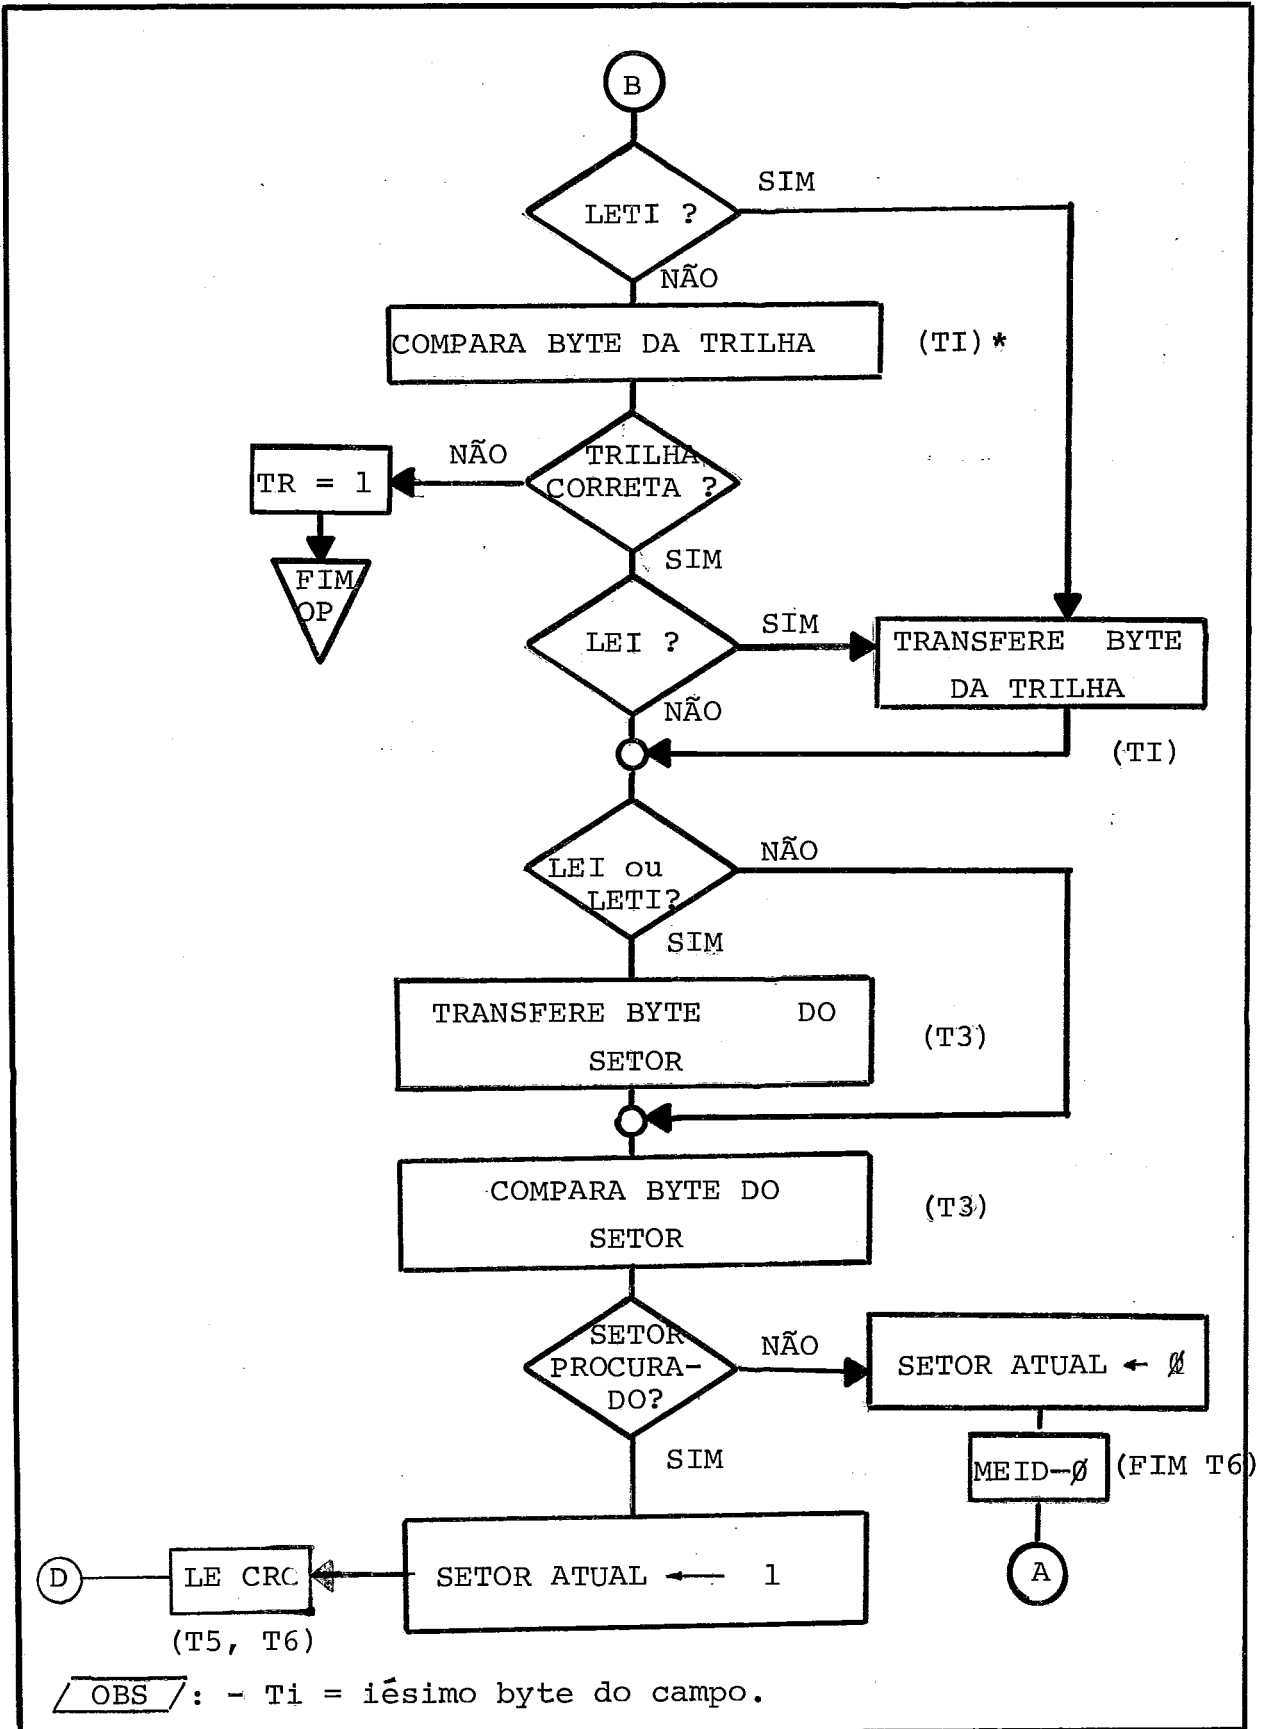 B
LETI ?
SIM
NÃO
COMPARA BYTE DA TRILHA
(TI)*
TRILHA
CORRETA ?
NÃO
TR = 1
FIM
OP
SIM
LEI ?
SIM
TRANSFERE BYTE
DA TRILHA
NÃO
(TI)
LEI ou
LETI?
NÃO
SIM
TRANSFERE BYTE DO
SETOR
(T3)
COMPARA BYTE DO
SETOR
(T3)
SETOR
PROCURA-
DO?
NÃO
SETOR ATUAL ← Ø
MEID-Ø
(FIM T6)
A
SIM
SETOR ATUAL ← 1
LE CRC
D
(T5, T6)
OBS : - Ti = iésimo byte do campo.